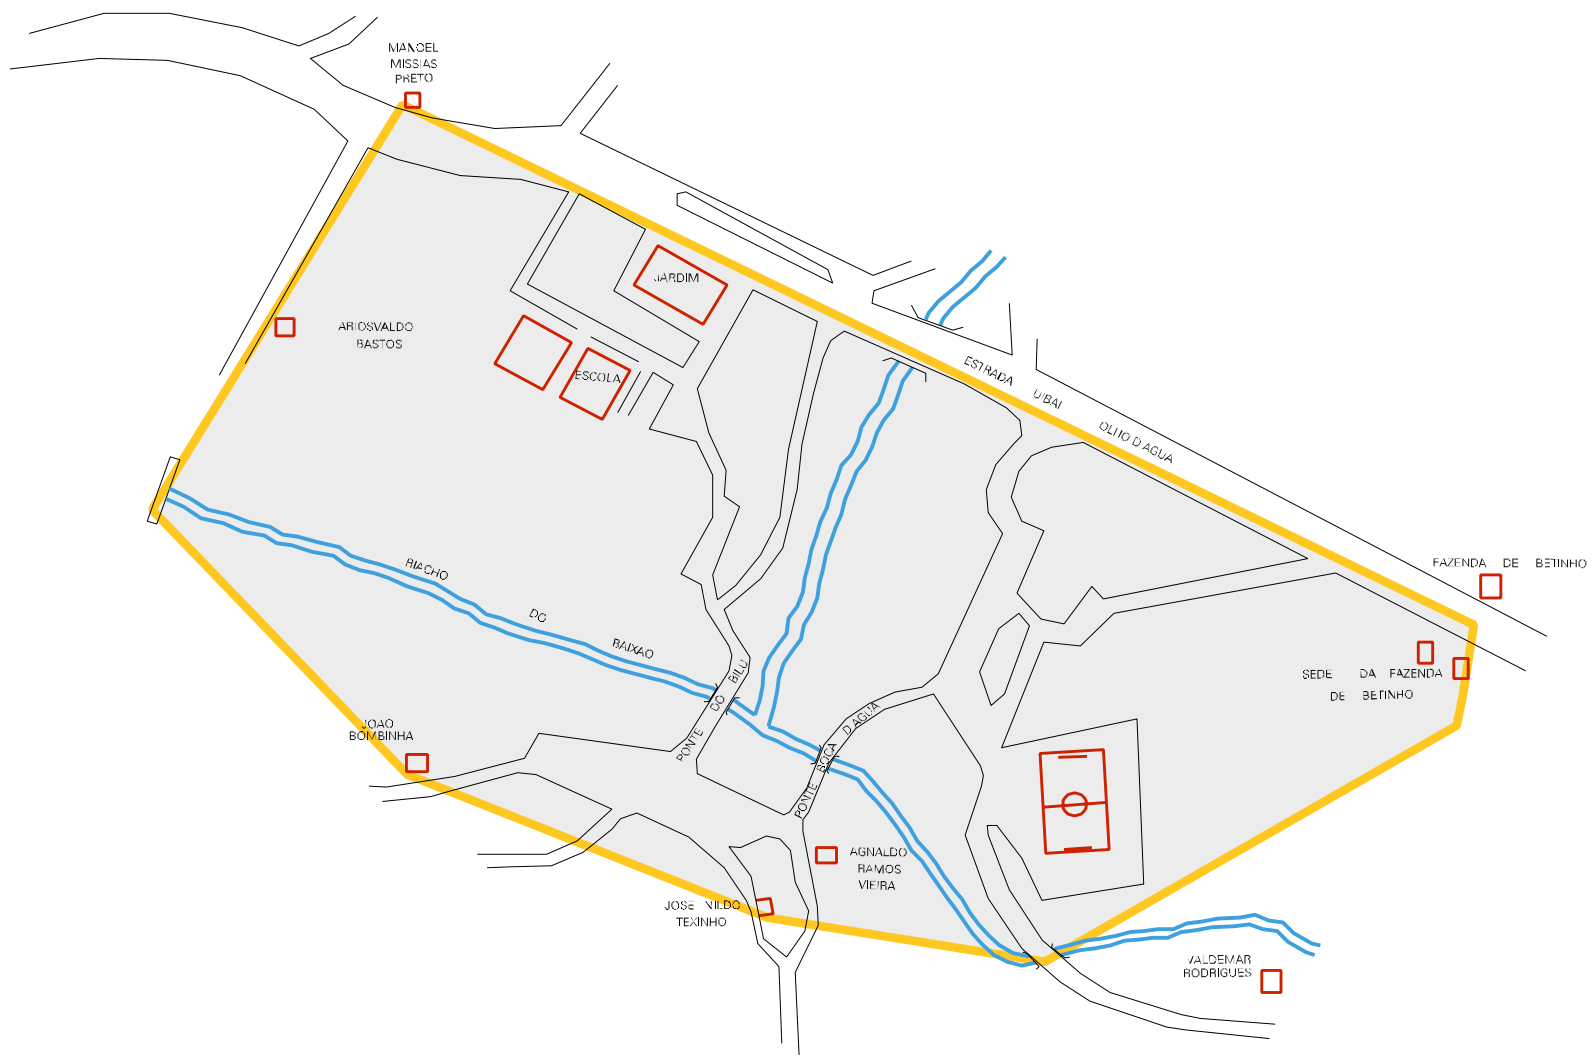 MANOEL
MISSIAS
PRETO
JARDIM
ARIOSVALDO
BASTOS
ESCOLA
ESTRADA UIBAI OLHO D AGUA
FAZENDA DE BETINHO
RIACHO DO BAIXAO
SEDE DA FAZENDA
DE BETINHO
PONTE DO BILU
JOAO
BOMBINHA
PONTE BOCA D AGUA
AGNALDO
RAMOS
VIEIRA
JOSE NILDO
TEXINHO
VALDEMAR
RODRIGUES